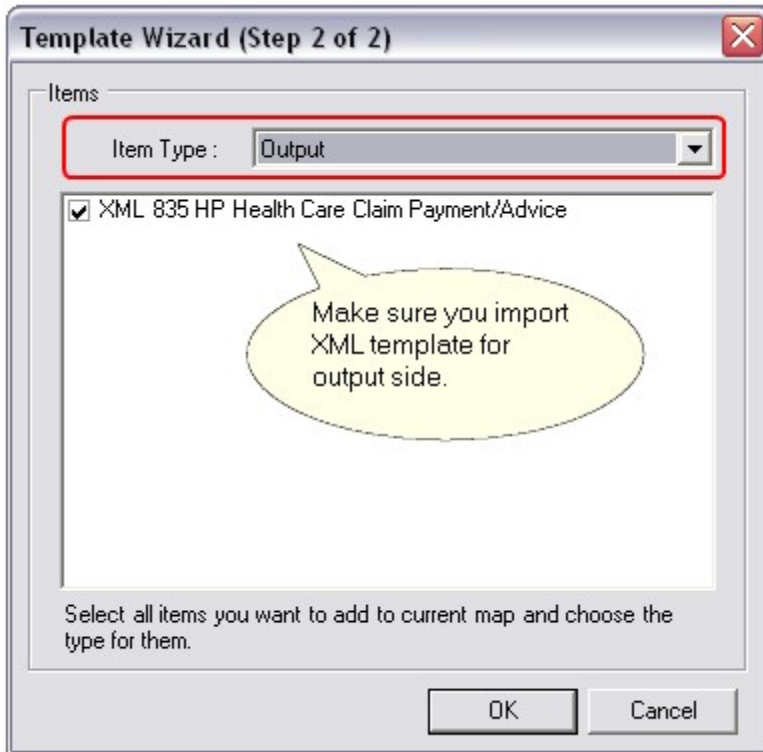 Template Wizard (Step 2 of 2)
Items
Item Type :
Output
XML 835 HP Health Care Claim Payment/Advice
Make sure you import
XML template for
output side.
Select all items you want to add to current map and choose the
type for them.
OK
Cancel